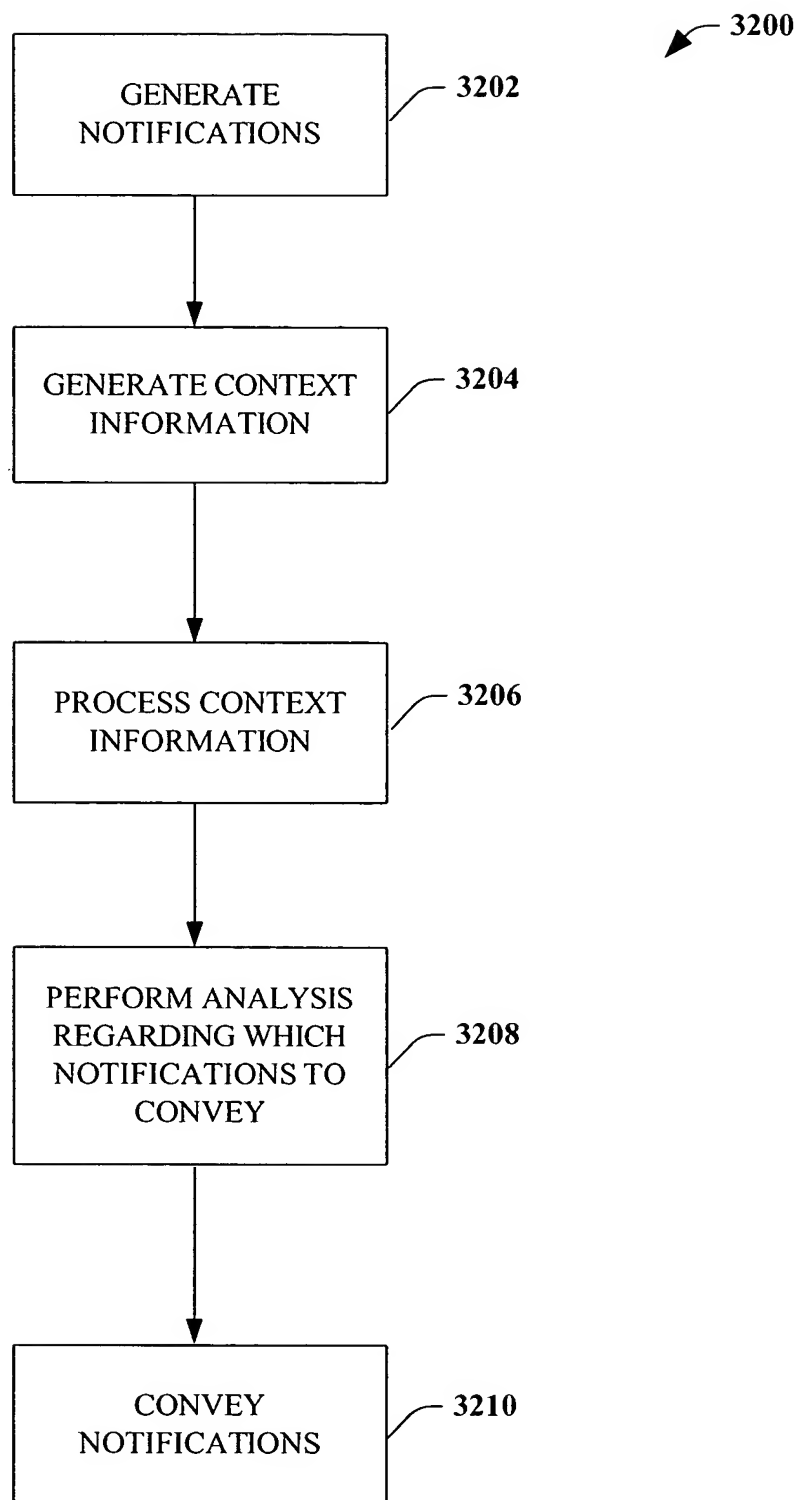 3200
GENERATE
NOTIFICATIONS
3202
GENERATE CONTEXT
INFORMATION
3204
PROCESS CONTEXT
INFORMATION
3206
PERFORM ANALYSIS
REGARDING WHICH
NOTIFICATIONS TO
CONVEY
3208
CONVEY
NOTIFICATIONS
3210